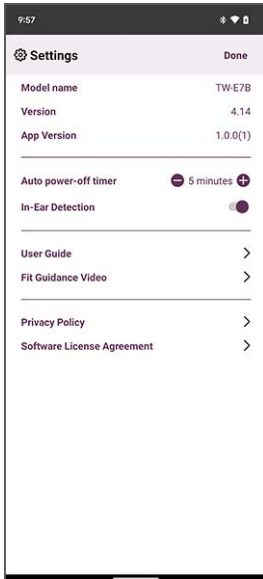 9:57
Settings Done
Model name TW-E7B
Version 4.14
App Version 1.0.0(1)
Auto power-off timer 5 minutes
In-Ear Detection
User Guide
Fit Guidance Video
Privacy Policy
Software License Agreement